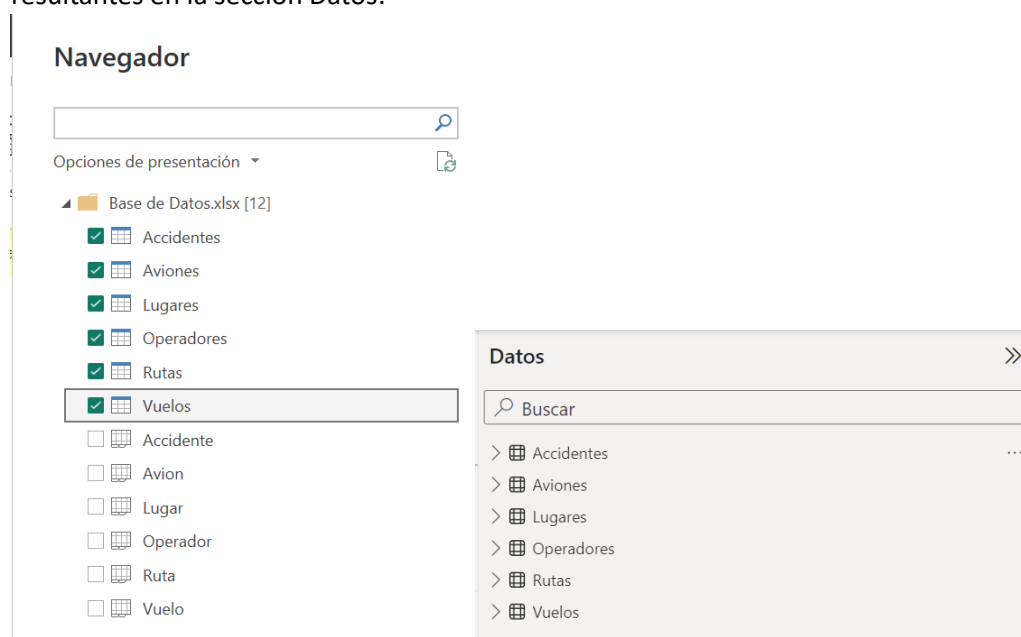 resultantes en la sección Datos.
Navegador
Opciones de presentación
Base de Datos.xlsx [12]
Accidentes
Aviones
Lugares
Operadores
Rutas
Vuelos
Accidente
Avion
Lugar
Operador
Ruta
Vuelo
Datos
Buscar
Accidentes
Aviones
Lugares
Operadores
Rutas
Vuelos